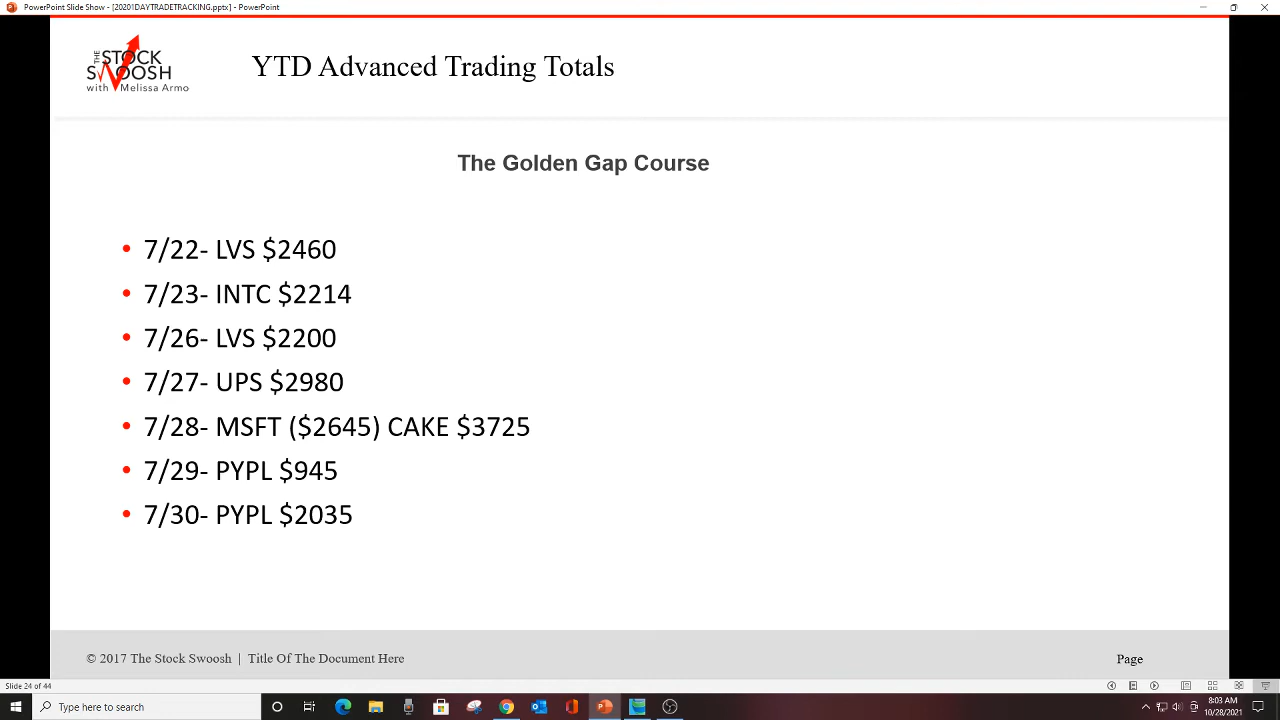 PowerPoint Slide Show - [20201DAYTRADETRACKING.pptx] - PowerPoint
THE STOCK SWOOSH
with Melissa Armo
YTD Advanced Trading Totals
The Golden Gap Course
• 7/22- LVS $2460
• 7/23- INTC $2214
• 7/26- LVS $2200
• 7/27- UPS $2980
• 7/28- MSFT ($2645) CAKE $3725
• 7/29- PYPL $945
• 7/30- PYPL $2035
© 2017 The Stock Swoosh | Title Of The Document Here
Page
Slide 24 of 44
Type here to search
8:03 AM
10/28/2021